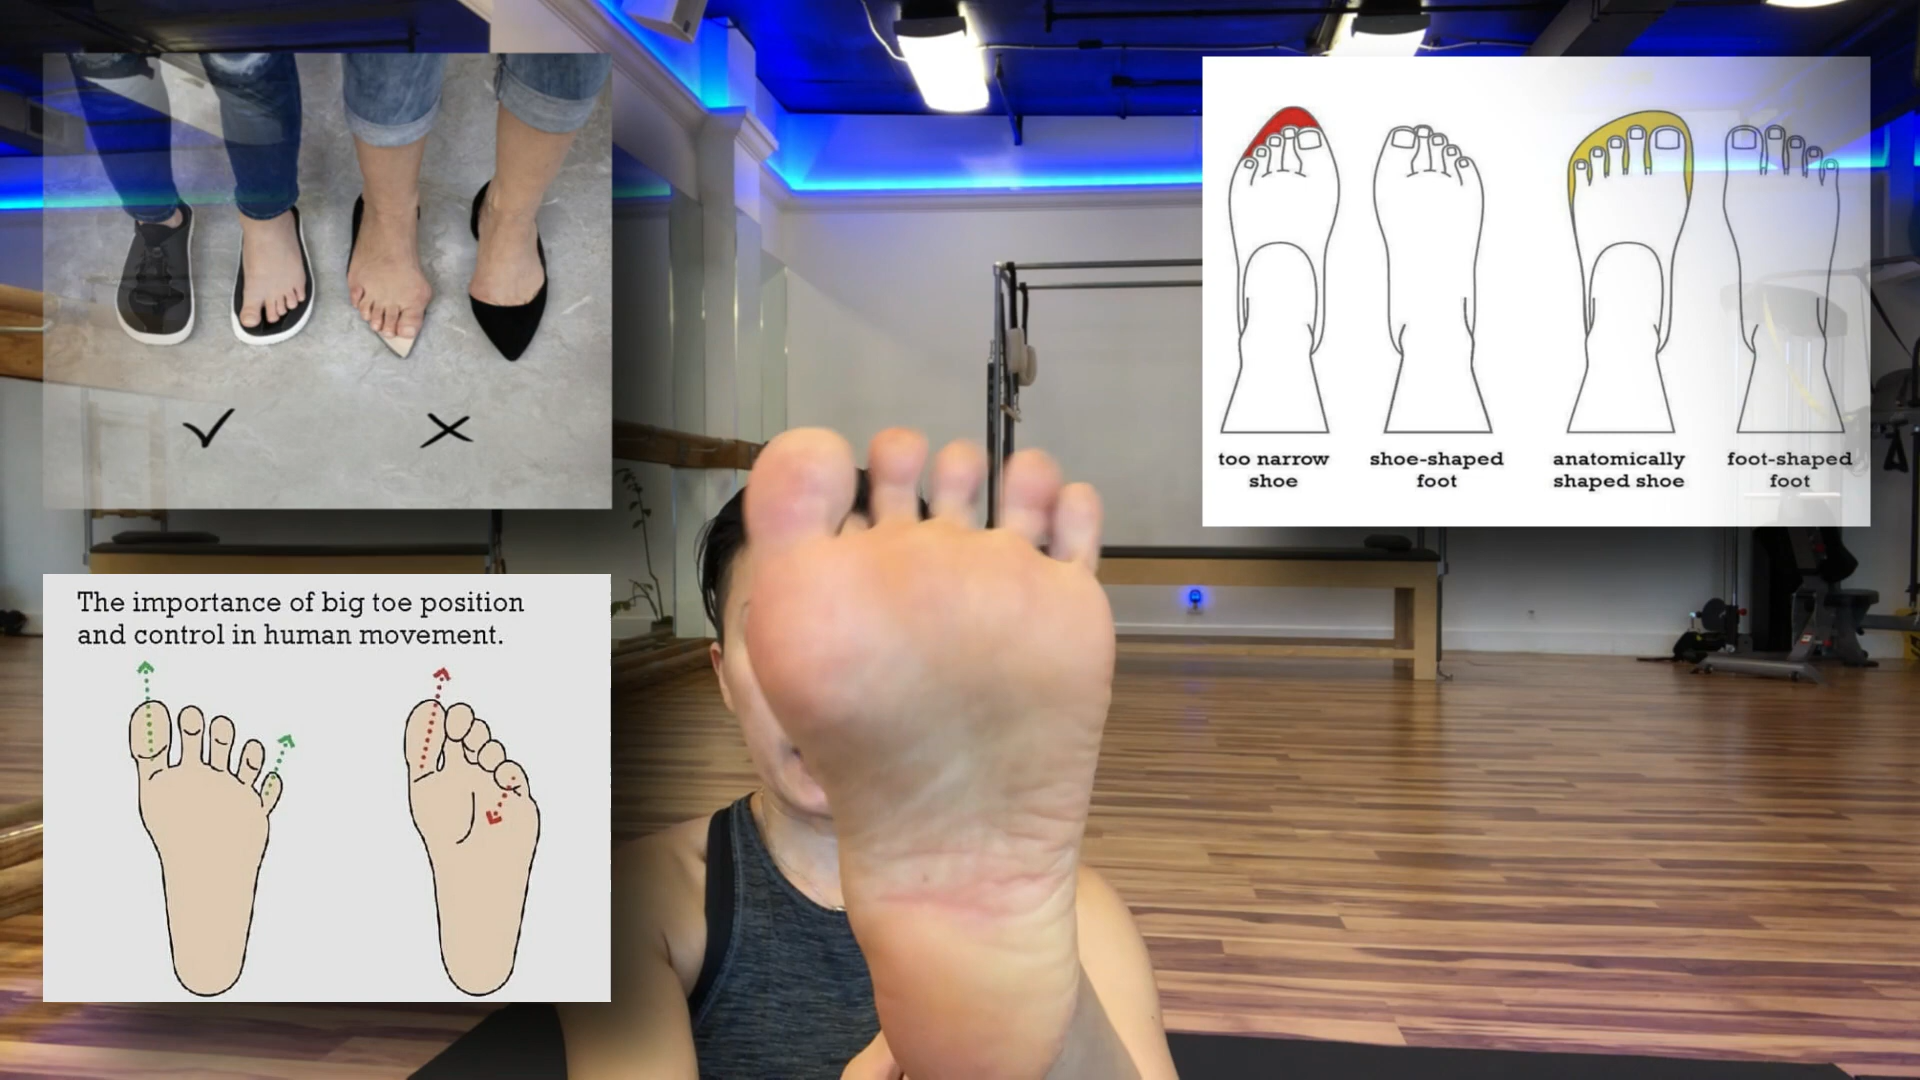 The importance of big toe position
and control in human movement.
too narrow
shoe
shoe-shaped
foot
anatomically
shaped shoe
foot-shaped
foot